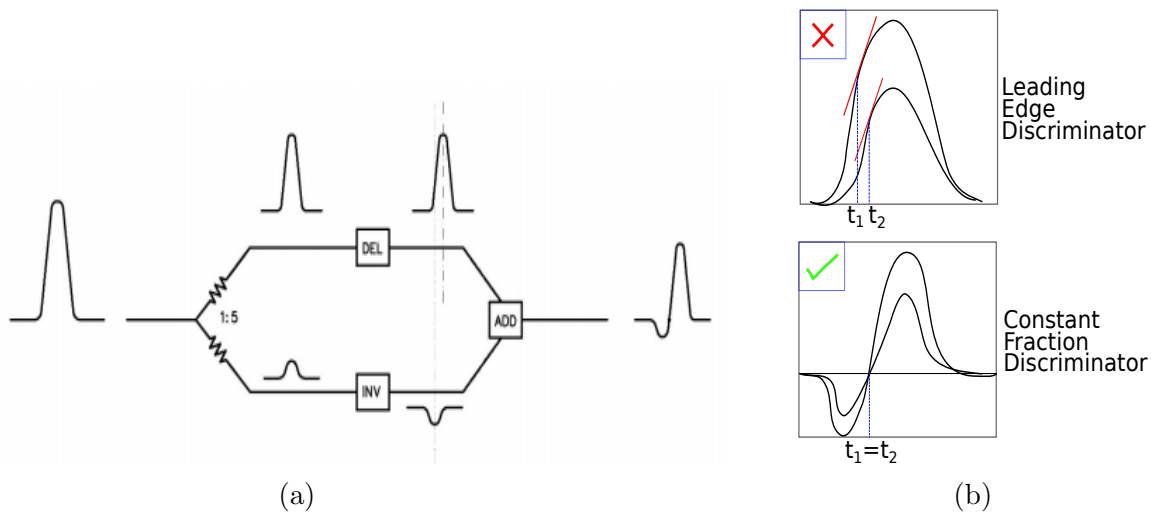 DEL
1:5
ADD
INV
(a)
Leading
Edge
Discriminator
t₁ t₂
Constant
Fraction
Discriminator
t₁=t₂
(b)